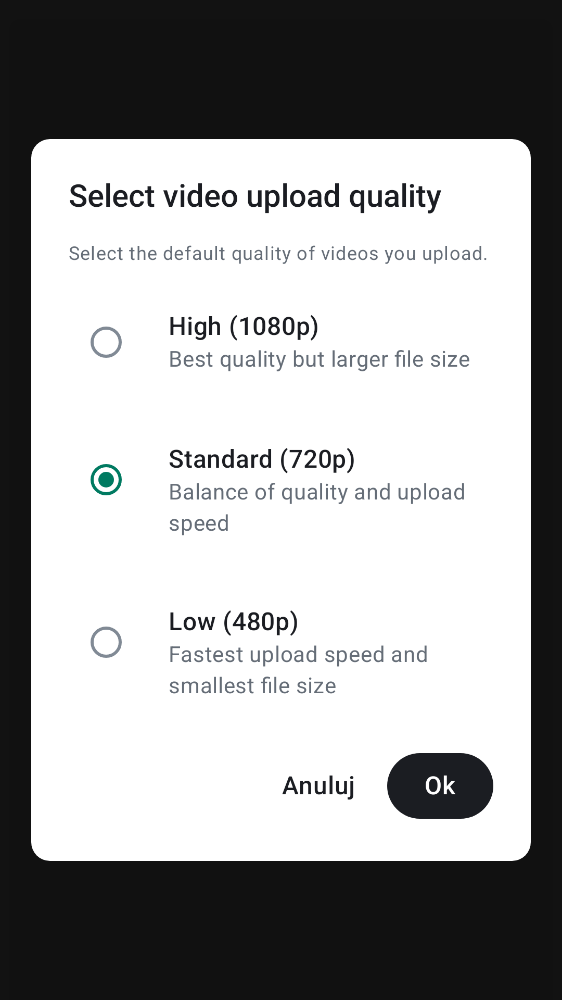 Select video upload quality
Select the default quality of videos you upload.
High (1080p)
Best quality but larger file size
Standard (720p)
Balance of quality and upload
speed
Low (480p)
Fastest upload speed and
smallest file size
Anuluj
Ok